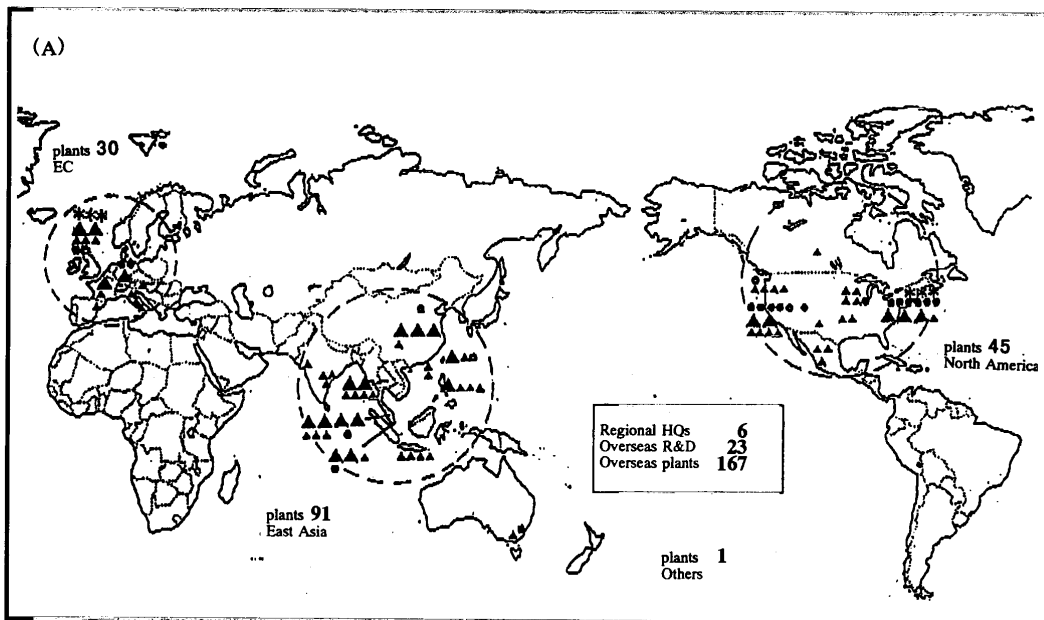 (A)
plants 30
EC
plants 45
North America
Regional HQs 6
Overseas R&D 23
Overseas plants 167
plants 91
East Asia
plants 1
Others